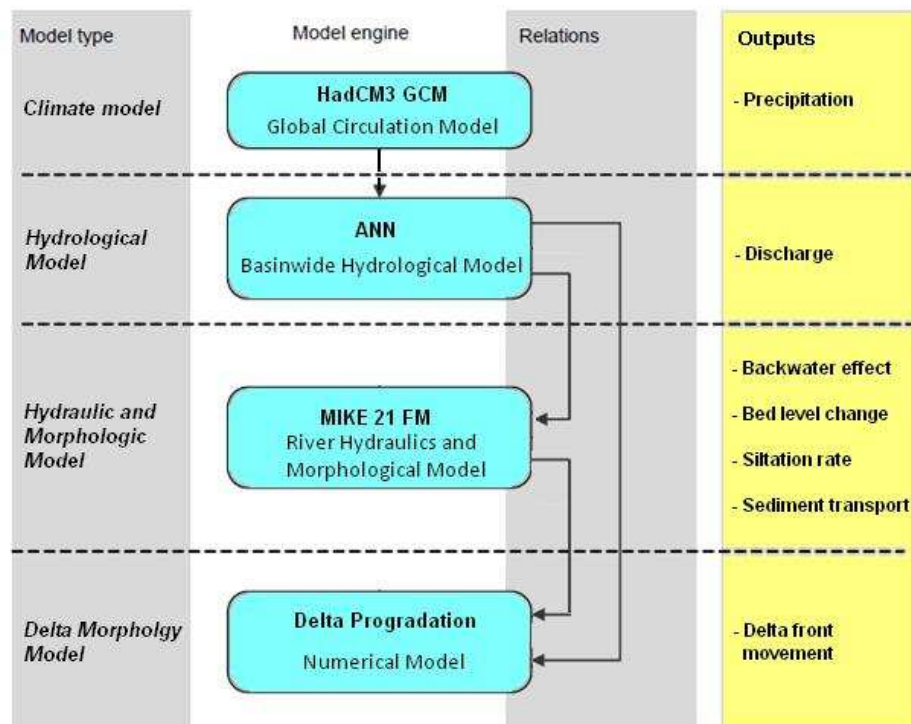 Model type
Model engine
Relations
Outputs
Climate model
HadCM3 GCM
Global Circulation Model
- Precipitation
Hydrological
Model
ANN
Basinwide Hydrological Model
- Discharge
Hydraulic and
Morphologic
Model
MIKE 21 FM
River Hydraulics and
Morphological Model
- Backwater effect
- Bed level change
- Siltation rate
- Sediment transport
Delta Morpholgy
Model
Delta Progradation
Numerical Model
- Delta front
movement